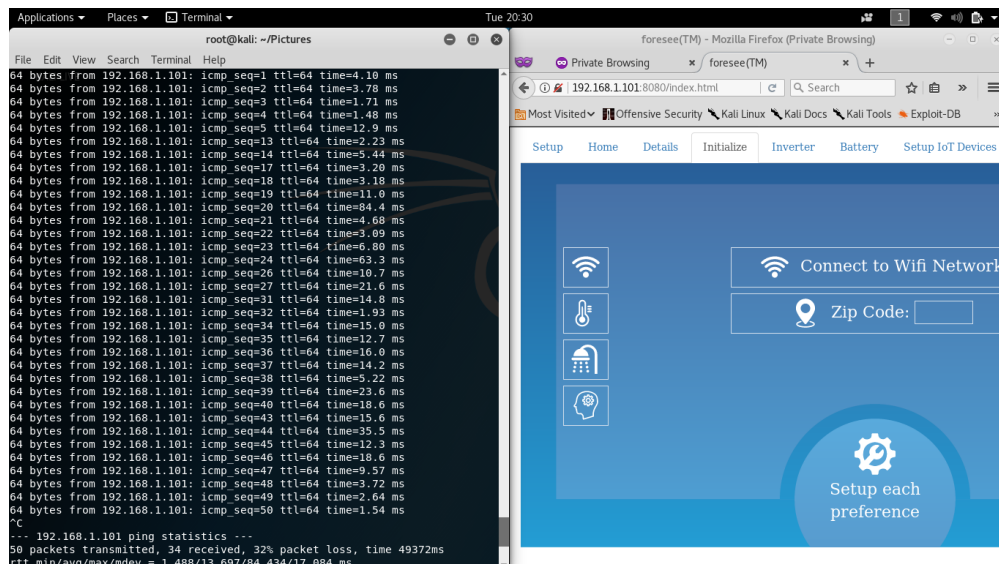 Applications Places Terminal Tue 20:30 1
root@kali: ~/Pictures
File Edit View Search Terminal Help
64 bytes from 192.168.1.101: icmp_seq=1 ttl=64 time=4.10 ms
64 bytes from 192.168.1.101: icmp_seq=2 ttl=64 time=3.78 ms
64 bytes from 192.168.1.101: icmp_seq=3 ttl=64 time=1.71 ms
64 bytes from 192.168.1.101: icmp_seq=4 ttl=64 time=1.48 ms
64 bytes from 192.168.1.101: icmp_seq=5 ttl=64 time=12.9 ms
64 bytes from 192.168.1.101: icmp_seq=13 ttl=64 time=2.23 ms
64 bytes from 192.168.1.101: icmp_seq=14 ttl=64 time=5.44 ms
64 bytes from 192.168.1.101: icmp_seq=17 ttl=64 time=3.20 ms
64 bytes from 192.168.1.101: icmp_seq=18 ttl=64 time=3.18 ms
64 bytes from 192.168.1.101: icmp_seq=19 ttl=64 time=11.0 ms
64 bytes from 192.168.1.101: icmp_seq=20 ttl=64 time=84.4 ms
64 bytes from 192.168.1.101: icmp_seq=21 ttl=64 time=4.68 ms
64 bytes from 192.168.1.101: icmp_seq=22 ttl=64 time=3.09 ms
64 bytes from 192.168.1.101: icmp_seq=23 ttl=64 time=6.80 ms
64 bytes from 192.168.1.101: icmp_seq=24 ttl=64 time=63.3 ms
64 bytes from 192.168.1.101: icmp_seq=26 ttl=64 time=10.7 ms
64 bytes from 192.168.1.101: icmp_seq=27 ttl=64 time=21.6 ms
64 bytes from 192.168.1.101: icmp_seq=31 ttl=64 time=14.8 ms
64 bytes from 192.168.1.101: icmp_seq=32 ttl=64 time=1.93 ms
64 bytes from 192.168.1.101: icmp_seq=34 ttl=64 time=15.0 ms
64 bytes from 192.168.1.101: icmp_seq=35 ttl=64 time=12.7 ms
64 bytes from 192.168.1.101: icmp_seq=36 ttl=64 time=16.0 ms
64 bytes from 192.168.1.101: icmp_seq=37 ttl=64 time=14.2 ms
64 bytes from 192.168.1.101: icmp_seq=38 ttl=64 time=5.22 ms
64 bytes from 192.168.1.101: icmp_seq=39 ttl=64 time=23.6 ms
64 bytes from 192.168.1.101: icmp_seq=40 ttl=64 time=18.6 ms
64 bytes from 192.168.1.101: icmp_seq=43 ttl=64 time=15.6 ms
64 bytes from 192.168.1.101: icmp_seq=44 ttl=64 time=35.5 ms
64 bytes from 192.168.1.101: icmp_seq=45 ttl=64 time=12.3 ms
64 bytes from 192.168.1.101: icmp_seq=46 ttl=64 time=18.6 ms
64 bytes from 192.168.1.101: icmp_seq=47 ttl=64 time=9.57 ms
64 bytes from 192.168.1.101: icmp_seq=48 ttl=64 time=3.72 ms
64 bytes from 192.168.1.101: icmp_seq=49 ttl=64 time=2.64 ms
64 bytes from 192.168.1.101: icmp_seq=50 ttl=64 time=1.54 ms
^C
--- 192.168.1.101 ping statistics ---
50 packets transmitted, 34 received, 32% packet loss, time 49372ms
rtt min/avg/max/mdev = 1.488/13.697/84.434/17.084 ms
foresee(TM) - Mozilla Firefox (Private Browsing)
Private Browsing foresee(TM)
192.168.1.101:8080/index.html Search
Most Visited Offensive Security Kali Linux Kali Docs Kali Tools Exploit-DB
Setup Home Details Initialize Inverter Battery Setup IoT Devices
Connect to Wifi Network
Zip Code:
Setup each
preference